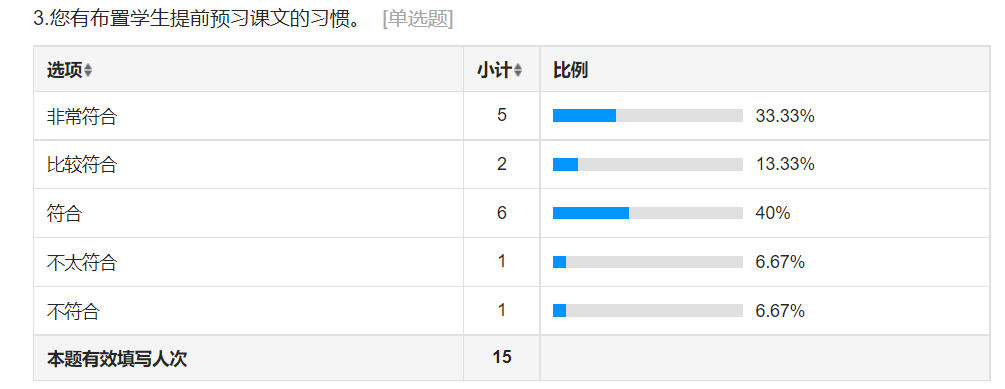 3.您有布置学生提前预习课文的习惯。 [单选题]
选项 小计 比例
非常符合 5 33.33%
比较符合 2 13.33%
符合 6 40%
不太符合 1 6.67%
不符合 1 6.67%
本题有效填写人次 15